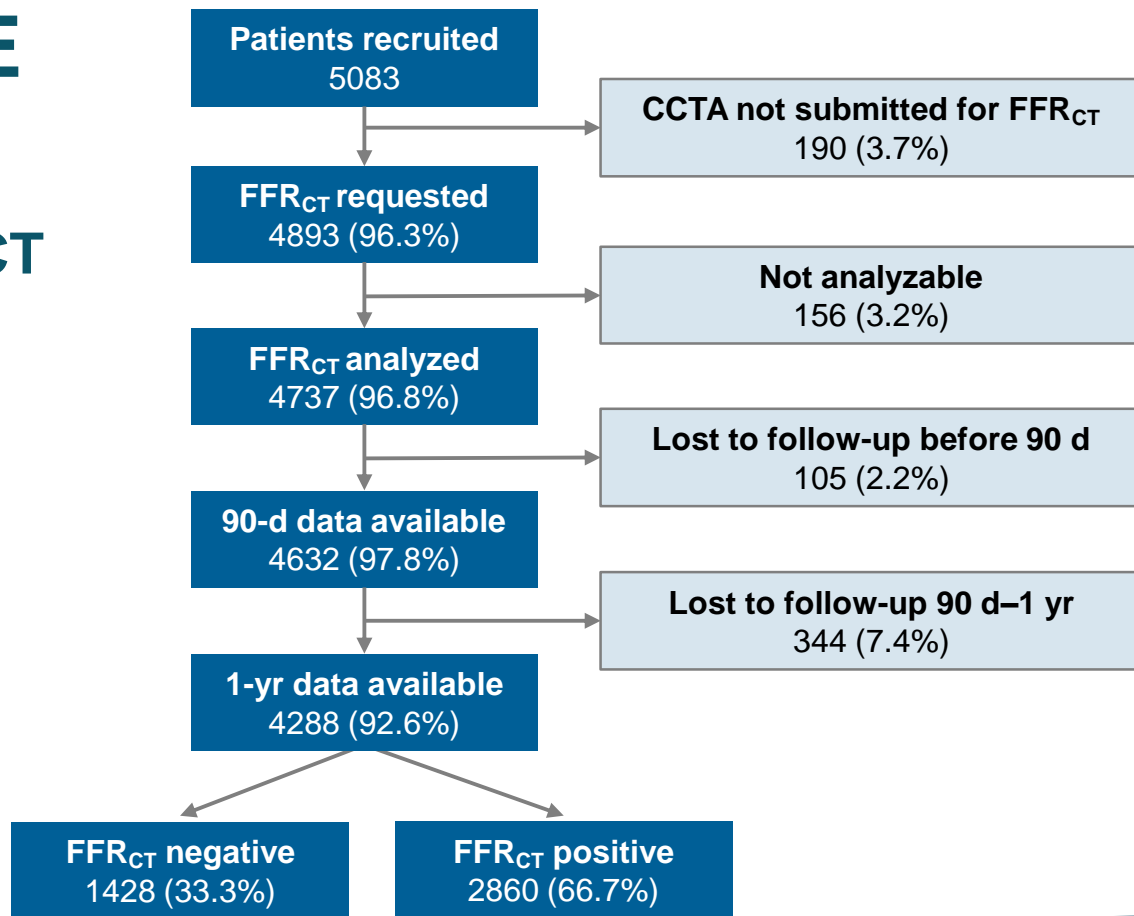 E
CT
Patients recruited
5083
CCTA not submitted for FFRCT
190 (3.7%)
FFRCT requested
4893 (96.3%)
Not analyzable
156 (3.2%)
FFRCT analyzed
4737 (96.8%)
Lost to follow-up before 90 d
105 (2.2%)
90-d data available
4632 (97.8%)
Lost to follow-up 90 d–1 yr
344 (7.4%)
1-yr data available
4288 (92.6%)
FFRCT negative
1428 (33.3%)
FFRCT positive
2860 (66.7%)